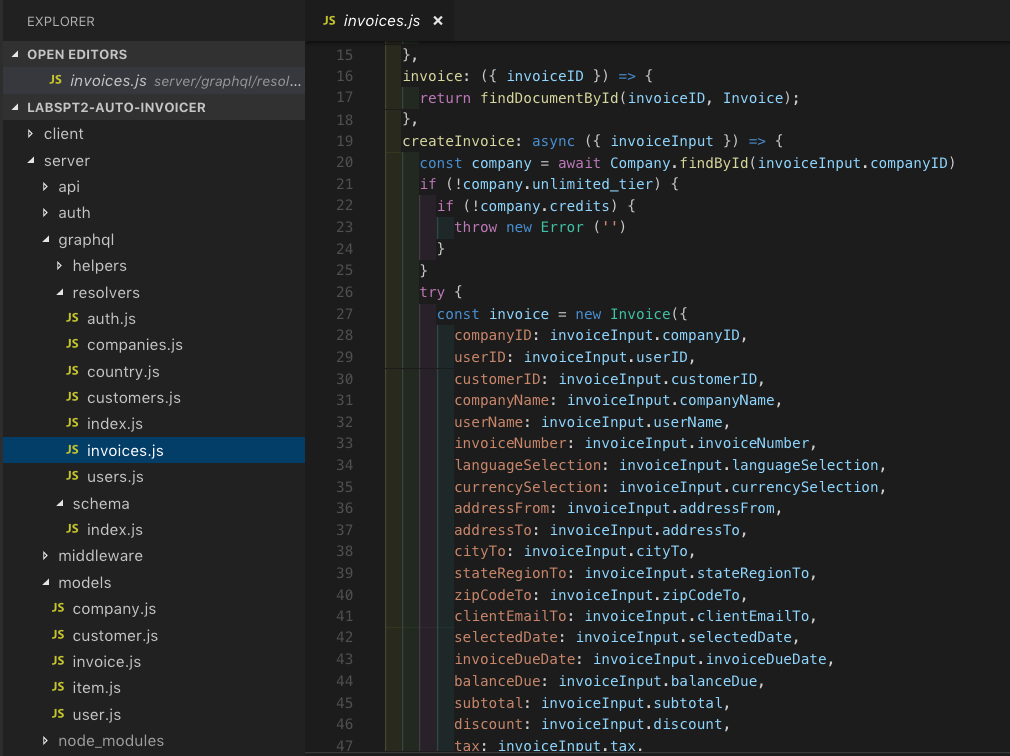 EXPLORER
OPEN EDITORS
JS invoices.js server/graphql/resol...
LABSPT2-AUTO-INVOICER
client
server
api
auth
graphql
helpers
resolvers
JS auth.js
JS companies.js
JS country.js
JS customers.js
JS index.js
JS invoices.js
JS users.js
schema
JS index.js
middleware
models
JS company.js
JS customer.js
JS invoice.js
JS item.js
JS user.js
node_modules
JS invoices.js ×
15 },
16 invoice: ({ invoiceID }) => {
17 return findDocumentById(invoiceID, Invoice);
18 },
19 createInvoice: async ({ invoiceInput }) => {
20 const company = await Company.findById(invoiceInput.companyID)
21 if (!company.unlimited_tier) {
22 if (!company.credits) {
23 throw new Error ('')
24 }
25 }
26 try {
27 const invoice = new Invoice({
28 companyID: invoiceInput.companyID,
29 userID: invoiceInput.userID,
30 customerID: invoiceInput.customerID,
31 companyName: invoiceInput.companyName,
32 userName: invoiceInput.userName,
33 invoiceNumber: invoiceInput.invoiceNumber,
34 languageSelection: invoiceInput.languageSelection,
35 currencySelection: invoiceInput.currencySelection,
36 addressFrom: invoiceInput.addressFrom,
37 addressTo: invoiceInput.addressTo,
38 cityTo: invoiceInput.cityTo,
39 stateRegionTo: invoiceInput.stateRegionTo,
40 zipCodeTo: invoiceInput.zipCodeTo,
41 clientEmailTo: invoiceInput.clientEmailTo,
42 selectedDate: invoiceInput.selectedDate,
43 invoiceDueDate: invoiceInput.invoiceDueDate,
44 balanceDue: invoiceInput.balanceDue,
45 subtotal: invoiceInput.subtotal,
46 discount: invoiceInput.discount,
47 tax: invoiceInput.tax,